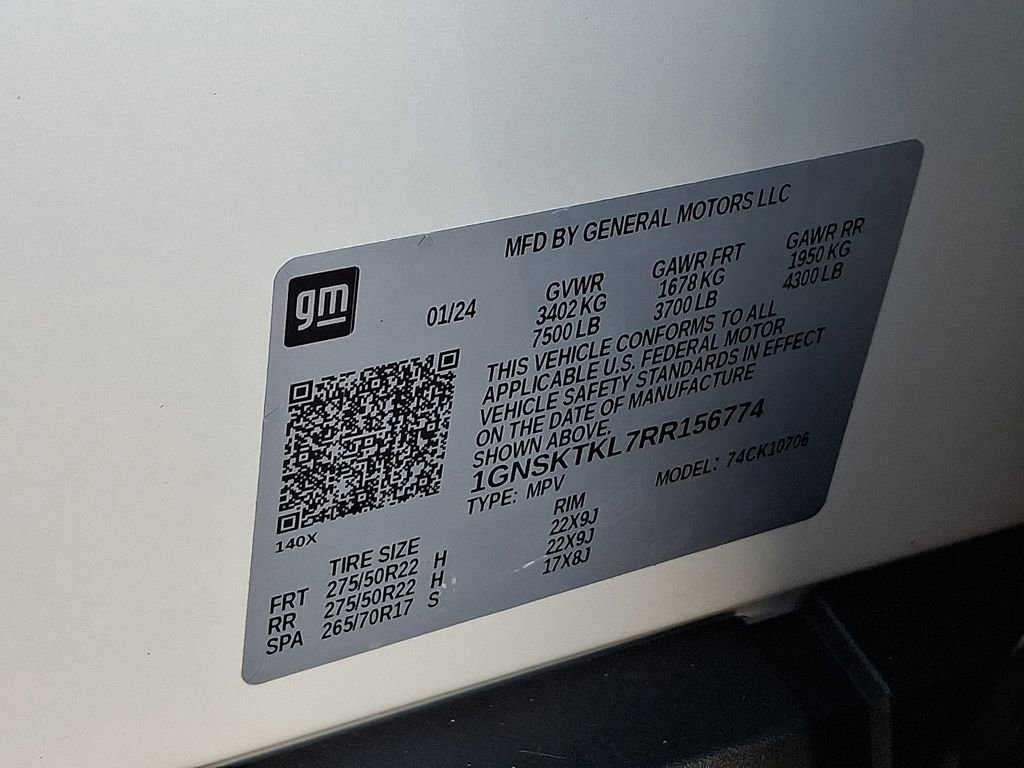 MFD BY GENERAL MOTORS LLC
gm
01/24
GVWR GAWR FRT GAWR RR
3402 KG 1678 KG 1950 KG
7500 LB 3700 LB 4300 LB
THIS VEHICLE CONFORMS TO ALL
APPLICABLE U.S. FEDERAL MOTOR
VEHICLE SAFETY STANDARDS IN EFFECT
ON THE DATE OF MANUFACTURE
SHOWN ABOVE.
1GNSKTKL7RR156774
TYPE: MPV MODEL: 74CK10706
140X
TIRE SIZE RIM
FRT 275/50R22 H 22X9J
RR 275/50R22 H 22X9J
SPA 265/70R17 S 17X8J